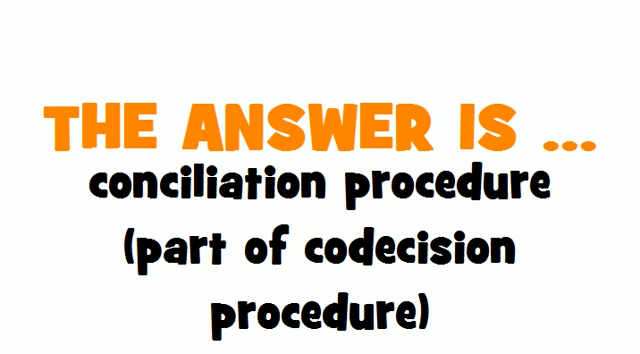 THE ANSWER IS ...
conciliation procedure
(part of codecision
procedure)